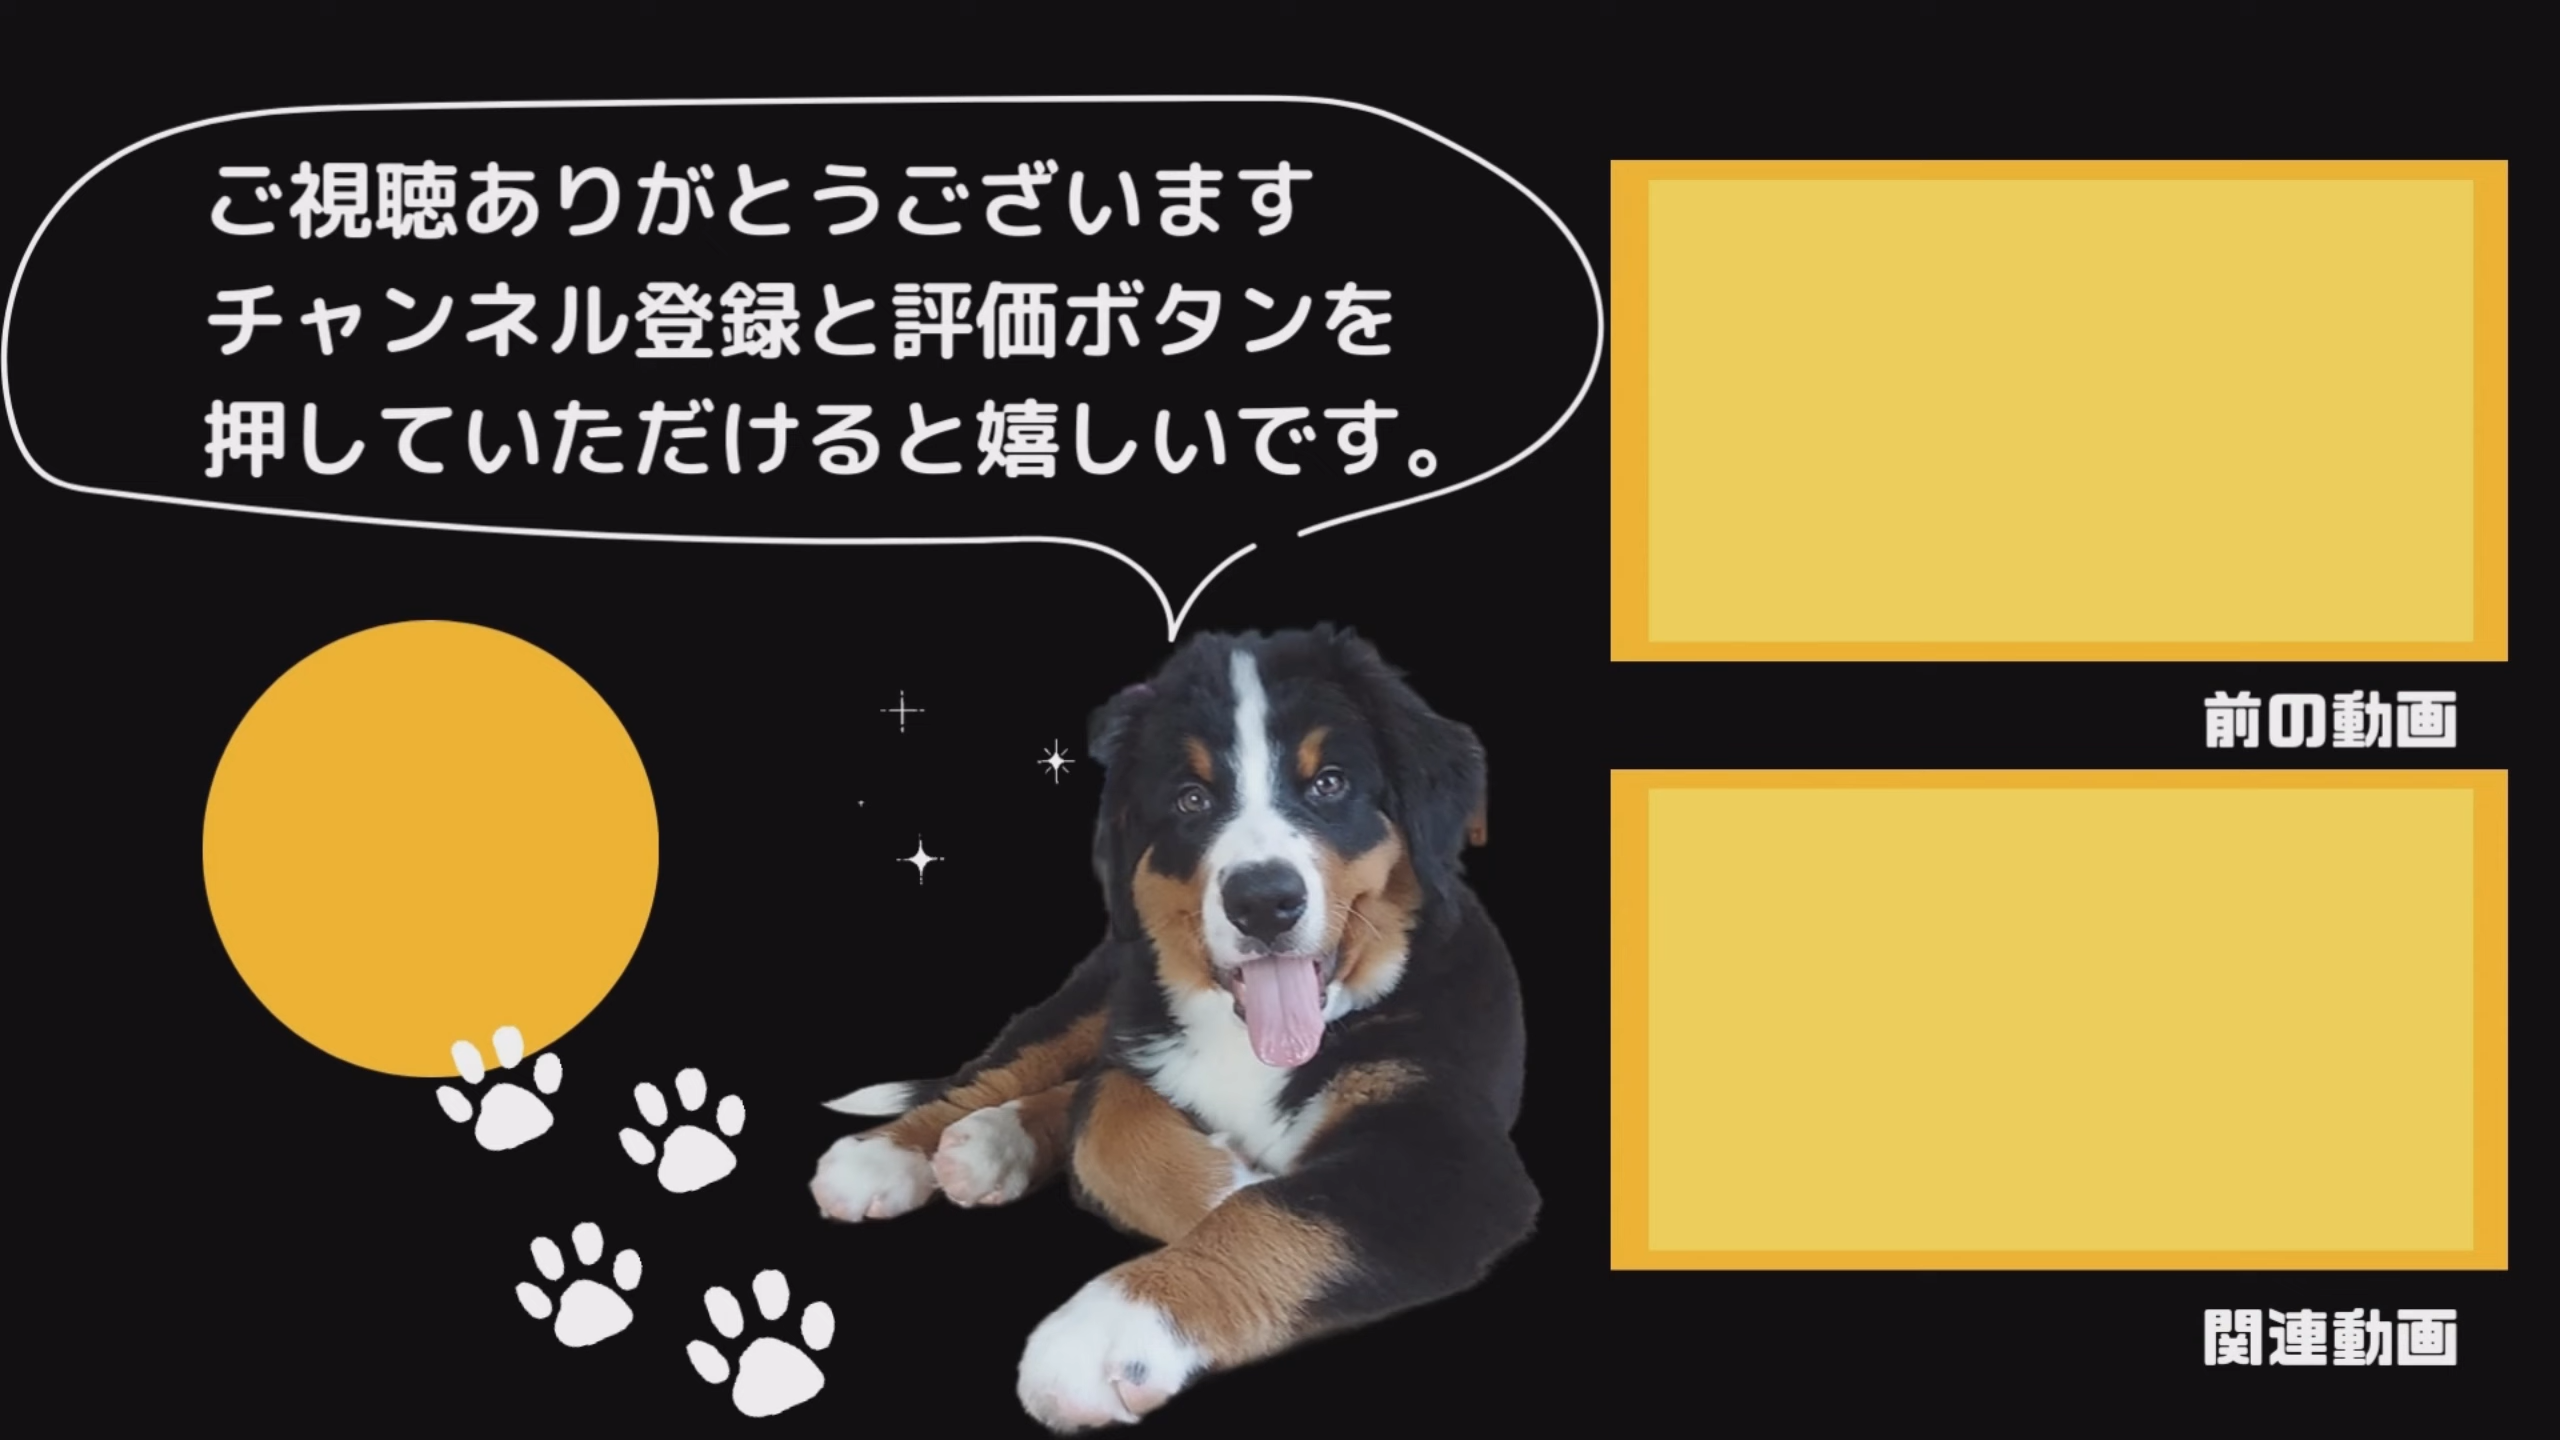 ご視聴ありがとうございます
チャンネル登録と評価ボタンを
押していただけると嬉しいです。
前の動画
関連動画